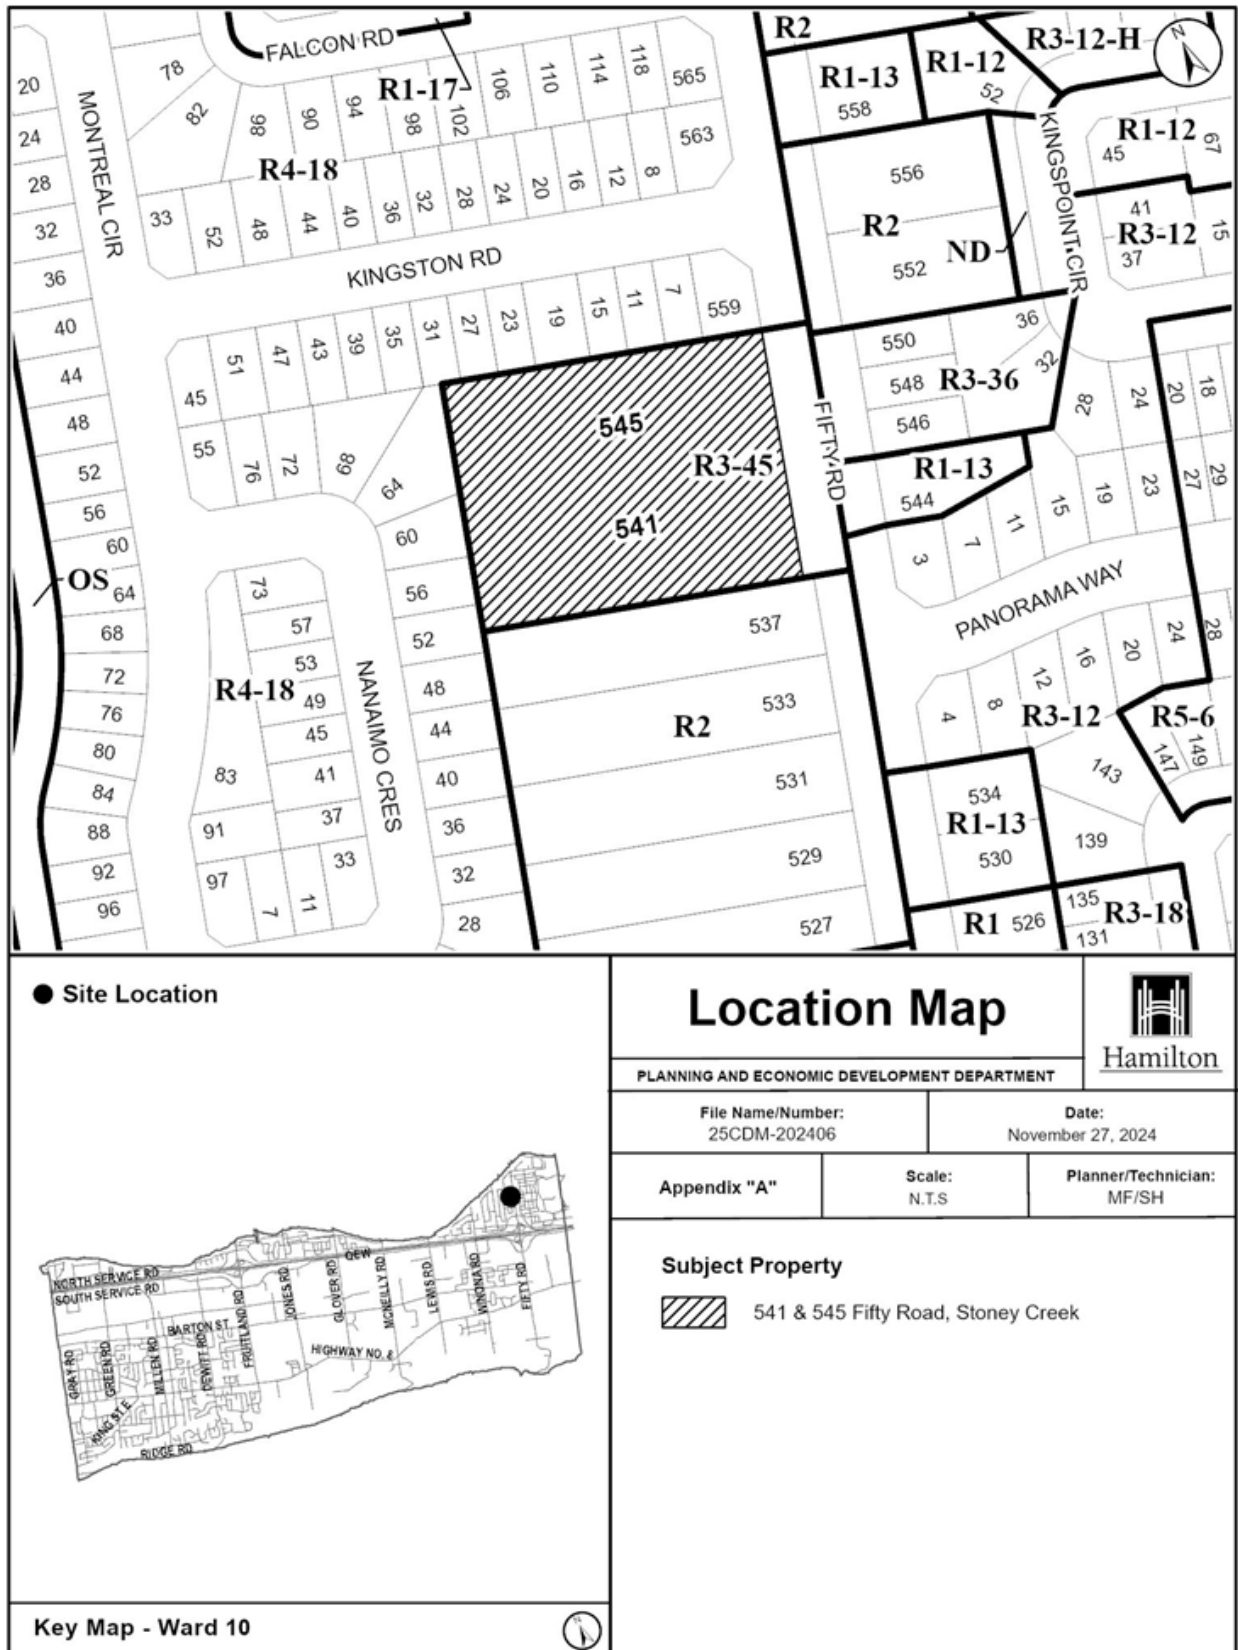 FALCON RD
R2
R3-12-H
N
R1-13
R1-12
R1-17
78
82
98
90
94
98
102
106
110
114
118
565
563
558
52
R1-12
45
67
20
24
28
32
36
40
44
48
52
56
60
64
68
72
76
80
84
88
92
96
MONTREAL CIR
R4-18
33
52
48
44
40
36
32
28
24
20
16
12
8
556
R2
552
ND
KINGSPOINT CIR
41
R3-12
37
15
KINGSTON RD
45
51
47
43
39
35
31
27
23
19
15
11
7
559
55
76
72
68
64
60
56
52
48
44
40
36
32
28
545
R3-45
541
FIFTY RD
550
548
546
R3-36
36
32
28
24
20
18
R1-13
544
3
7
11
15
19
23
27
29
PANORAMA WAY
OS
73
57
53
49
45
41
37
33
R4-18
83
91
97
7
11
NANAIMO CRES
537
533
R2
531
529
527
4
8
12
16
20
24
28
R3-12
R5-6
147
149
143
139
534
R1-13
530
R1
526
135
131
R3-18
Site Location
QEW
NORTH SERVICE RD
SOUTH SERVICE RD
BARTON ST
HIGHWAY NO. 8
GRAY RD
GREEN RD
MILLEN RD
DEWITT RD
FRUITLAND RD
JONES RD
GLOVER RD
MCNEILLY RD
LEWIS RD
WINONA RD
FIFTY RD
KING ST E
RIDGE RD
Key Map - Ward 10
Location Map
Hamilton
PLANNING AND ECONOMIC DEVELOPMENT DEPARTMENT
File Name/Number:
25CDM-202406
Date:
November 27, 2024
Appendix "A"
Scale:
N.T.S
Planner/Technician:
MF/SH
Subject Property
541 & 545 Fifty Road, Stoney Creek